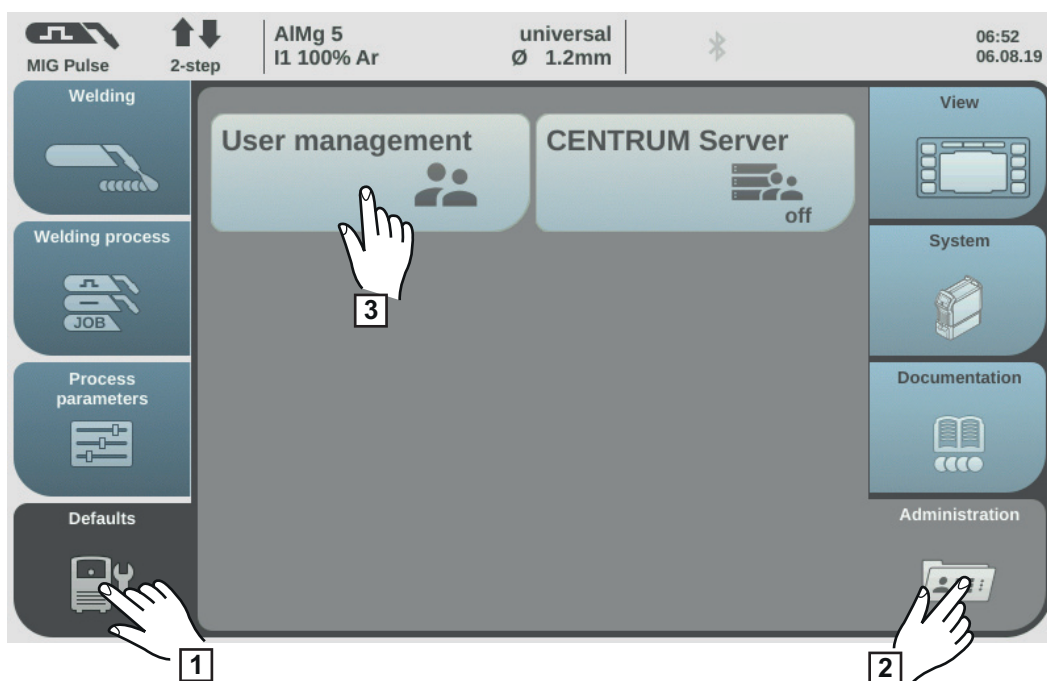 MIG Pulse
2-step
AlMg 5
I1 100% Ar
universal
Ø 1.2mm
06:52
06.08.19
Welding
Welding process
JOB
Process
parameters
Defaults
User management
CENTRUM Server
off
View
System
Documentation
Administration
1
2
3